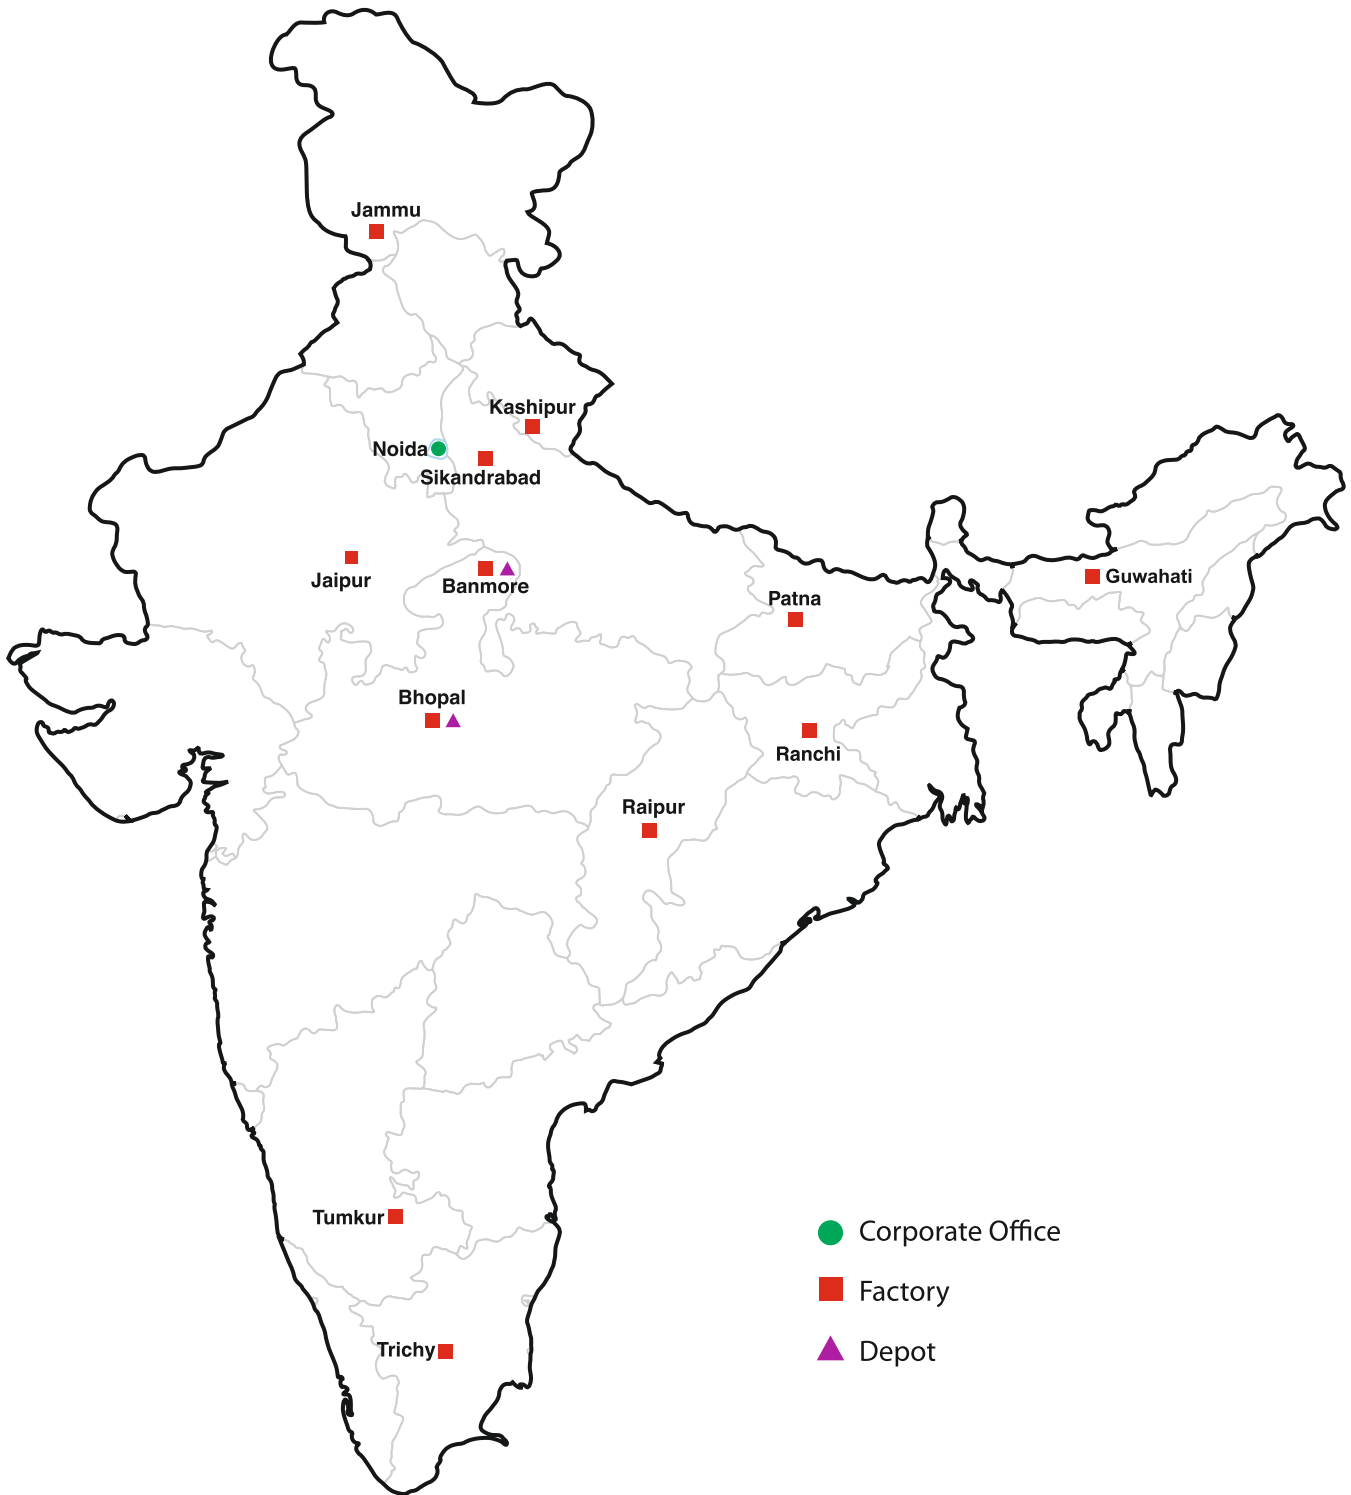 Jammu
Kashipur
Noida
Sikandrabad
Jaipur
Banmore
Guwahati
Patna
Bhopal
Ranchi
Raipur
Tumkur
Corporate Office
Factory
Trichy
Depot